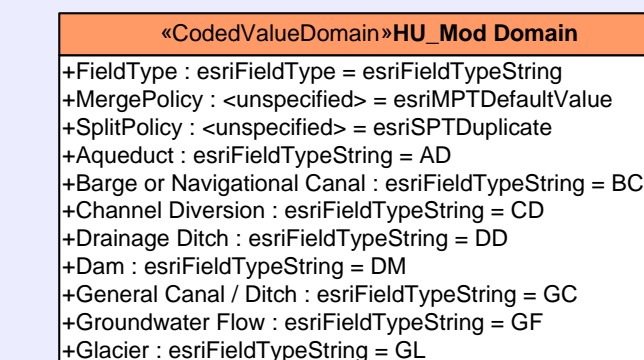 «CodedValueDomain»HU_Mod Domain
+FieldType : esriFieldType = esriFieldTypeString
+MergePolicy : <unspecified> = esriMPTDefaultValue
+SplitPolicy : <unspecified> = esriSPTDuplicate
+Aqueduct : esriFieldTypeString = AD
+Barge or Navigational Canal : esriFieldTypeString = BC
+Channel Diversion : esriFieldTypeString = CD
+Drainage Ditch : esriFieldTypeString = DD
+Dam : esriFieldTypeString = DM
+General Canal / Ditch : esriFieldTypeString = GC
+Groundwater Flow : esriFieldTypeString = GF
+Glacier : esriFieldTypeString = GL